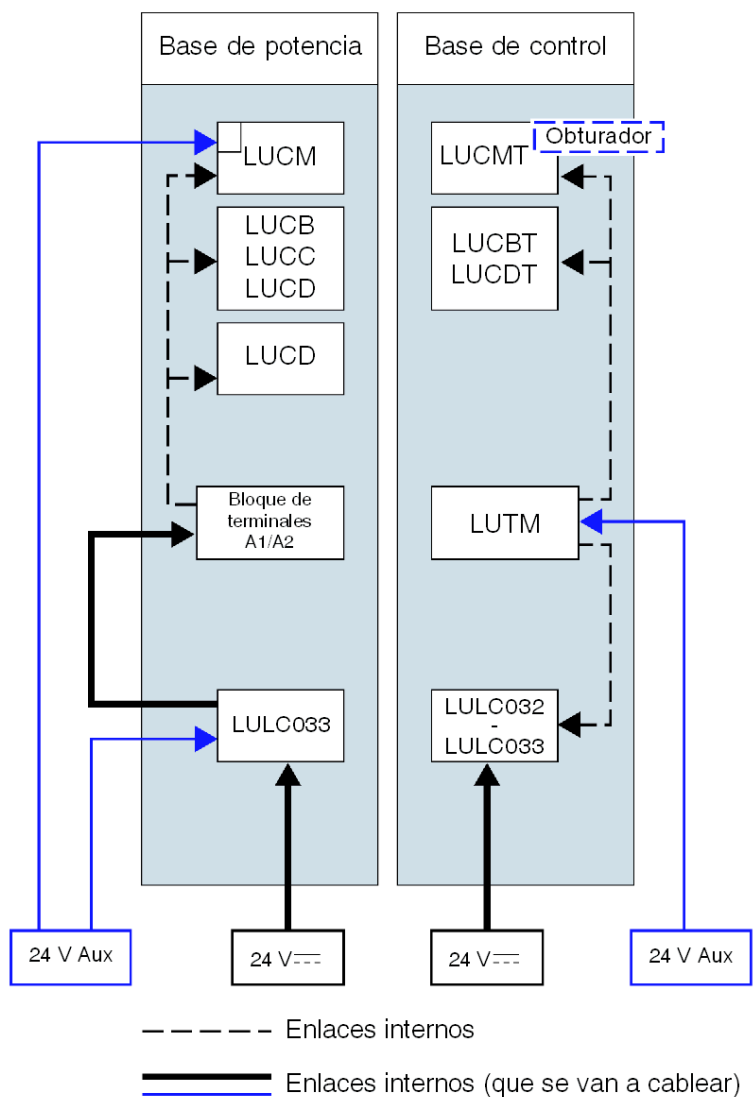 Base de potencia
Base de control
LUCM
LUCB
LUCC
LUCD
LUCD
Bloque de
terminales
A1/A2
LULC033
LUCMT
Obturador
LUCBT
LUCDT
LUTM
LULC032
-
LULC033
24 V Aux
24 V
24 V
24 V Aux
Enlaces internos
Enlaces internos (que se van a cablear)